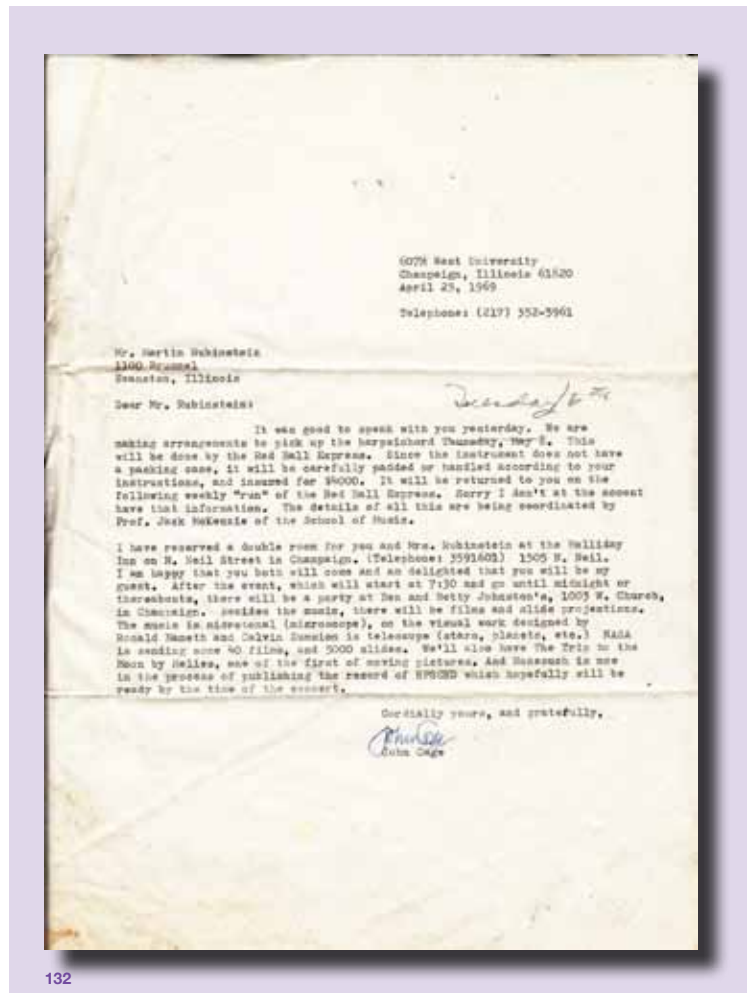 607½ West University
Champaign, Illinois 61820
April 25, 1969
Telephone: (217) 352-3961
Mr. Martin Rubinstein
1100 Brummel
Evanston, Illinois
Tuesday 6th
Dear Mr. Rubinstein:
It was good to speak with you yesterday. We are
making arrangements to pick up the harpsichord Thursday, May 8. This
will be done by the Red Ball Express. Since the instrument does not have
a packing case, it will be carefully padded or handled according to your
instructions, and insured for $4000. It will be returned to you on the
following weekly "run" of the Red Ball Express. Sorry I don't at the moment
have that information. The details of all this are being coordinated by
Prof. Jack McKenzie of the School of Music.
I have reserved a double room for you and Mrs. Rubinstein at the Holliday
Inn on N. Neil Street in Champaign. (Telephone: 3591601) 1505 N. Neil.
I am happy that you both will come and am delighted that you will be my
guest. After the event, which will start at 7:30 and go until midnight or
thereabouts, there will be a party at Ben and Betty Johnston's, 1003 W. Church,
in Champaign. Besides the music, there will be films and slide projections.
The music is microtonal (microscope), on the visual work designed by
Ronald Nameth and Calvin Sumsion is telescope (stars, planets, etc.) NASA
is sending some 40 films, and 5000 slides. We'll also have The Trip to the
Moon by Melies, one of the first of moving pictures. And Nonesuch is now
in the process of publishing the record of HPSCHD which hopefully will be
ready by the time of the concert.
Cordially yours, and gratefully,
John Cage
John Cage
132